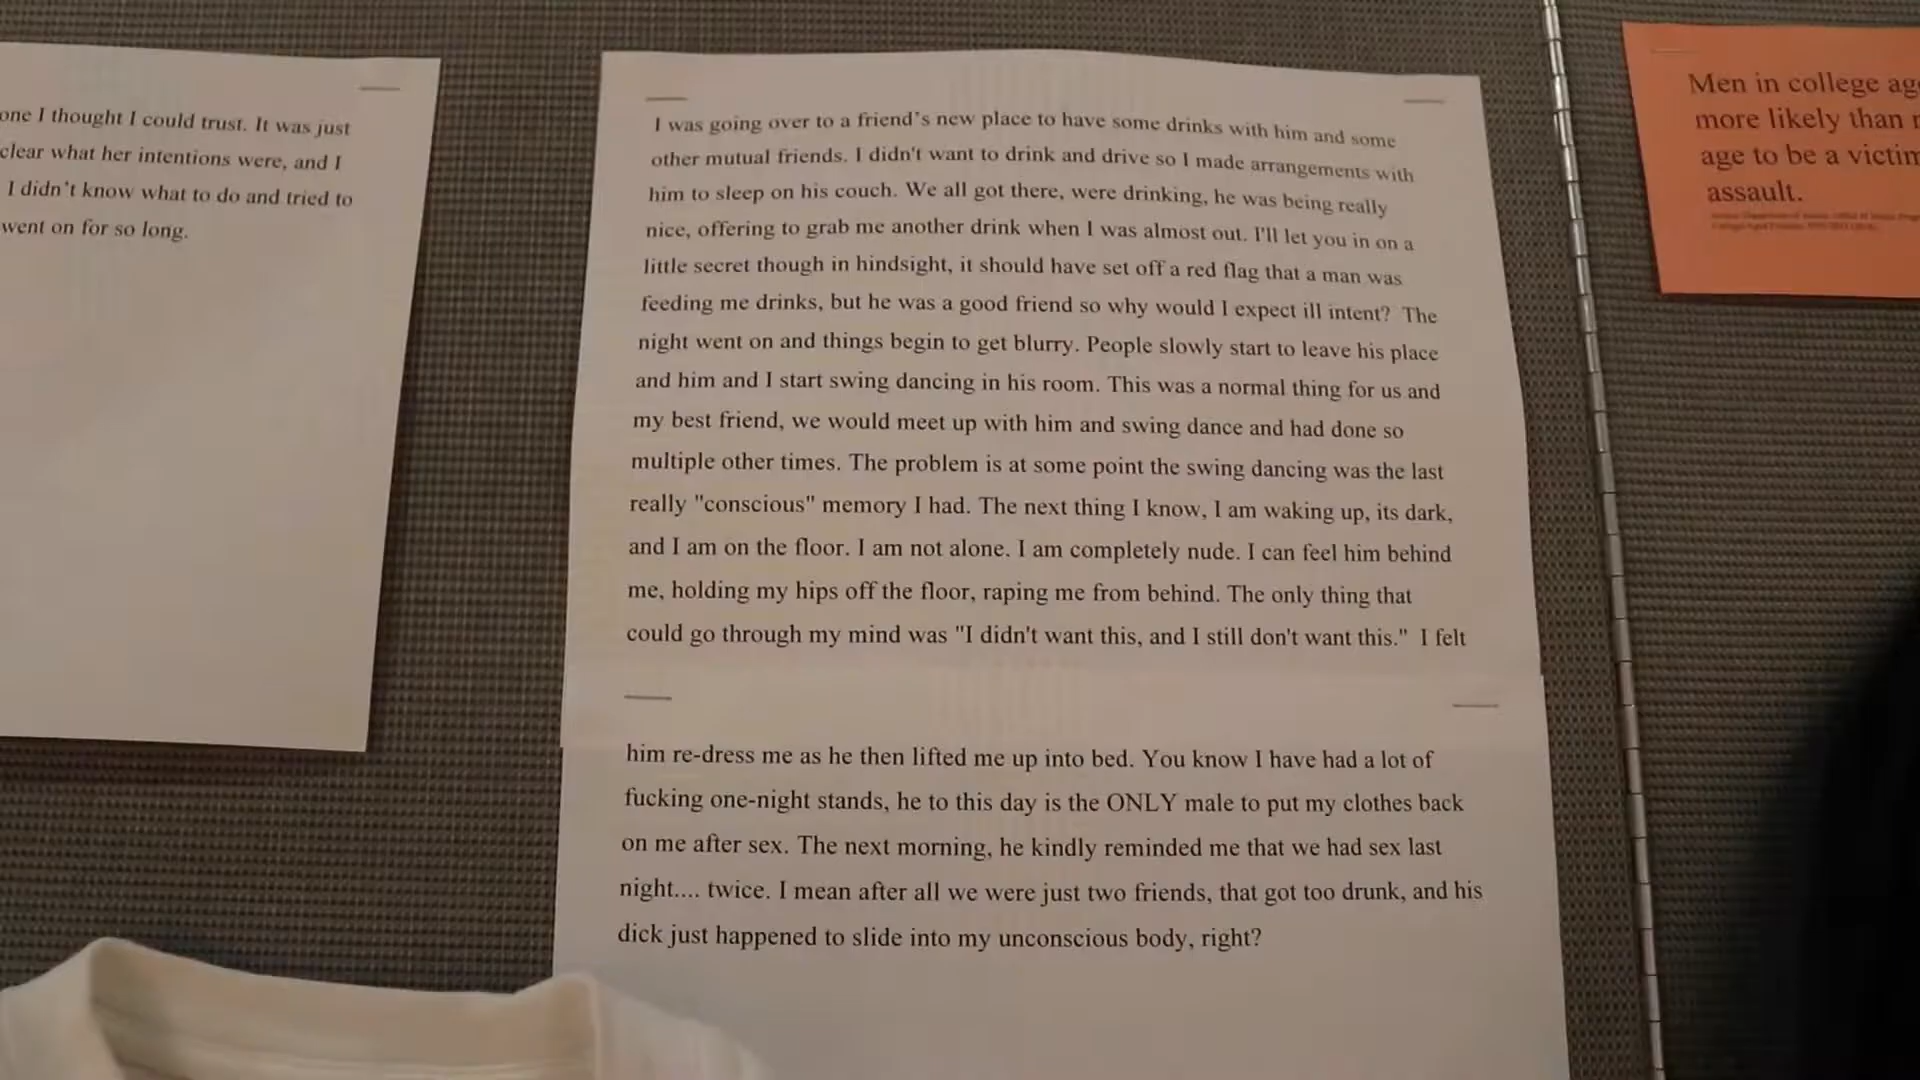 one I thought I could trust. It was just
clear what her intentions were, and I
I didn't know what to do and tried to
went on for so long.
I was going over to a friend's new place to have some drinks with him and some
other mutual friends. I didn't want to drink and drive so I made arrangements with
him to sleep on his couch. We all got there, were drinking, he was being really
nice, offering to grab me another drink when I was almost out. I'll let you in on a
little secret though in hindsight, it should have set off a red flag that a man was
feeding me drinks, but he was a good friend so why would I expect ill intent? The
night went on and things begin to get blurry. People slowly start to leave his place
and him and I start swing dancing in his room. This was a normal thing for us and
my best friend, we would meet up with him and swing dance and had done so
multiple other times. The problem is at some point the swing dancing was the last
really "conscious" memory I had. The next thing I know, I am waking up, its dark,
and I am on the floor. I am not alone. I am completely nude. I can feel him behind
me, holding my hips off the floor, raping me from behind. The only thing that
could go through my mind was "I didn't want this, and I still don't want this." I felt
him re-dress me as he then lifted me up into bed. You know I have had a lot of
fucking one-night stands, he to this day is the ONLY male to put my clothes back
on me after sex. The next morning, he kindly reminded me that we had sex last
night.... twice. I mean after all we were just two friends, that got too drunk, and his
dick just happened to slide into my unconscious body, right?
Men in college ag
more likely than
age to be a victim
assault.